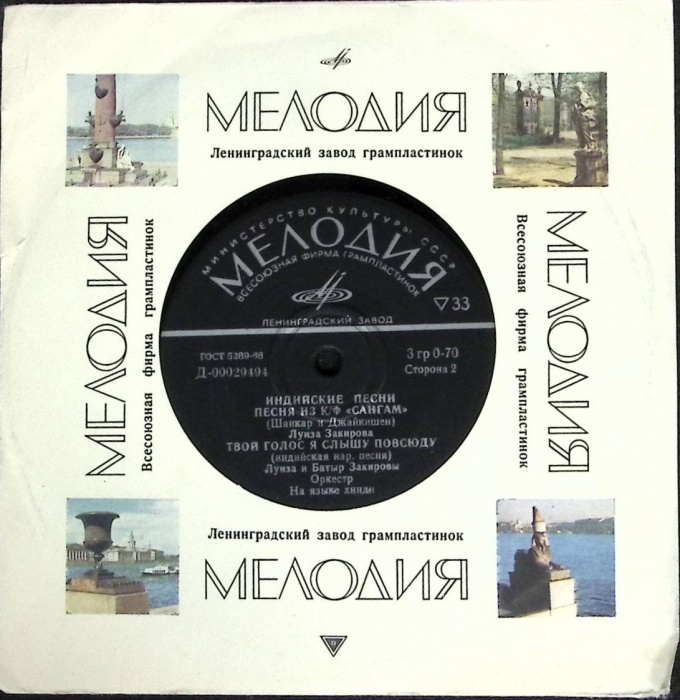 МЕЛОДИЯ
Ленинградский завод грампластинок
МЕЛОДИЯ
Всесоюзная фирма грампластинок
МИНИСТЕРСТВО КУЛЬТУРЫ СССР
МЕЛОДИЯ
ВСЕСОЮЗНАЯ ФИРМА ГРАМПЛАСТИНОК
33
ЛЕНИНГРАДСКИЙ ЗАВОД
ГОСТ 5289-68
3 гр 0-70
Д-00029494
Сторона 2
ИНДИЙСКИЕ ПЕСНИ
ПЕСНЯ ИЗ К/Ф «САНГАМ»
(Шанкар и Джайкишен)
Луиза Закирова
ТВОЙ ГОЛОС Я СЛЫШУ ПОВСЮДУ
(индийская нар. песня)
Луиза и Батыр Закировы
Оркестр
На языке хинди
Всесоюзная фирма грампластинок
МЕЛОДИЯ
Ленинградский завод грампластинок
МЕЛОДИЯ